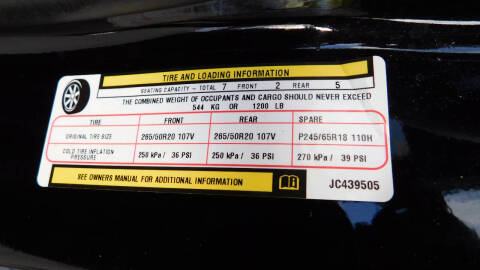 TIRE AND LOADING INFORMATION
SEATING CAPACITY - TOTAL 7 FRONT 2 REAR 5
THE COMBINED WEIGHT OF OCCUPANTS AND CARGO SHOULD NEVER EXCEED
544 KG OR 1200 LB
TIRE FRONT REAR SPARE
ORIGINAL TIRE SIZE 265/50R20 107V 265/50R20 107V P245/65R18 110H
COLD TIRE INFLATION PRESSURE 250 kPa / 36 PSI 250 kPa / 36 PSI 270 kPa / 39 PSI
SEE OWNERS MANUAL FOR ADDITIONAL INFORMATION JC439505